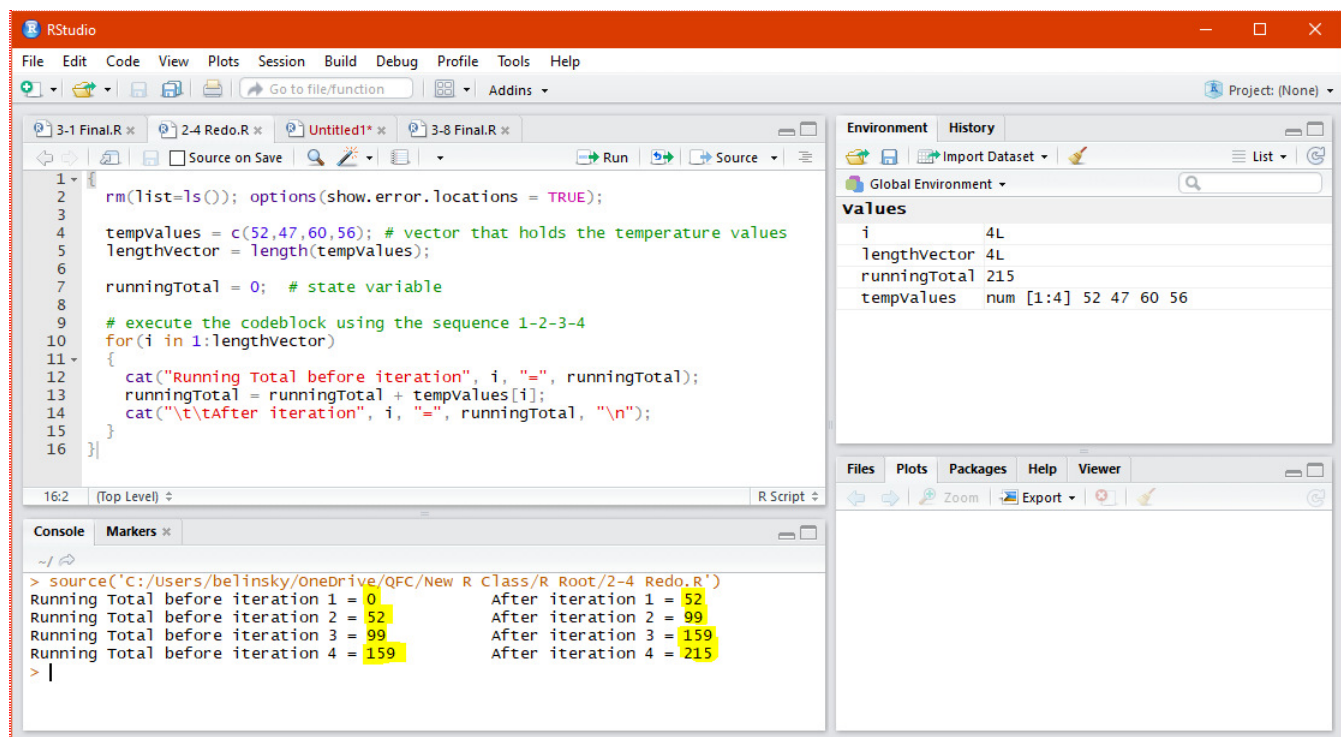 RStudio
File Edit Code View Plots Session Build Debug Profile Tools Help
Go to file/function Addins Project: (None)
3-1 Final.R 2-4 Redo.R Untitled1* 3-8 Final.R
Source on Save Run Source
1 {
2 rm(list=ls()); options(show.error.locations = TRUE);
3
4 tempValues = c(52,47,60,56); # vector that holds the temperature values
5 lengthVector = length(tempValues);
6
7 runningTotal = 0; # state variable
8
9 # execute the codeblock using the sequence 1-2-3-4
10 for(i in 1:lengthVector)
11 {
12 cat("Running Total before iteration", i, "=", runningTotal);
13 runningTotal = runningTotal + tempValues[i];
14 cat("\t\tAfter iteration", i, "=", runningTotal, "\n");
15 }
16 }
16:2 (Top Level) R Script
Console Markers
~/
> source('C:/Users/belinsky/OneDrive/QFC/New R Class/R Root/2-4 Redo.R')
Running Total before iteration 1 = 0 After iteration 1 = 52
Running Total before iteration 2 = 52 After iteration 2 = 99
Running Total before iteration 3 = 99 After iteration 3 = 159
Running Total before iteration 4 = 159 After iteration 4 = 215
>
Environment History
Import Dataset List
Global Environment
Values
i 4L
lengthVector 4L
runningTotal 215
tempValues num [1:4] 52 47 60 56
Files Plots Packages Help Viewer
Zoom Export